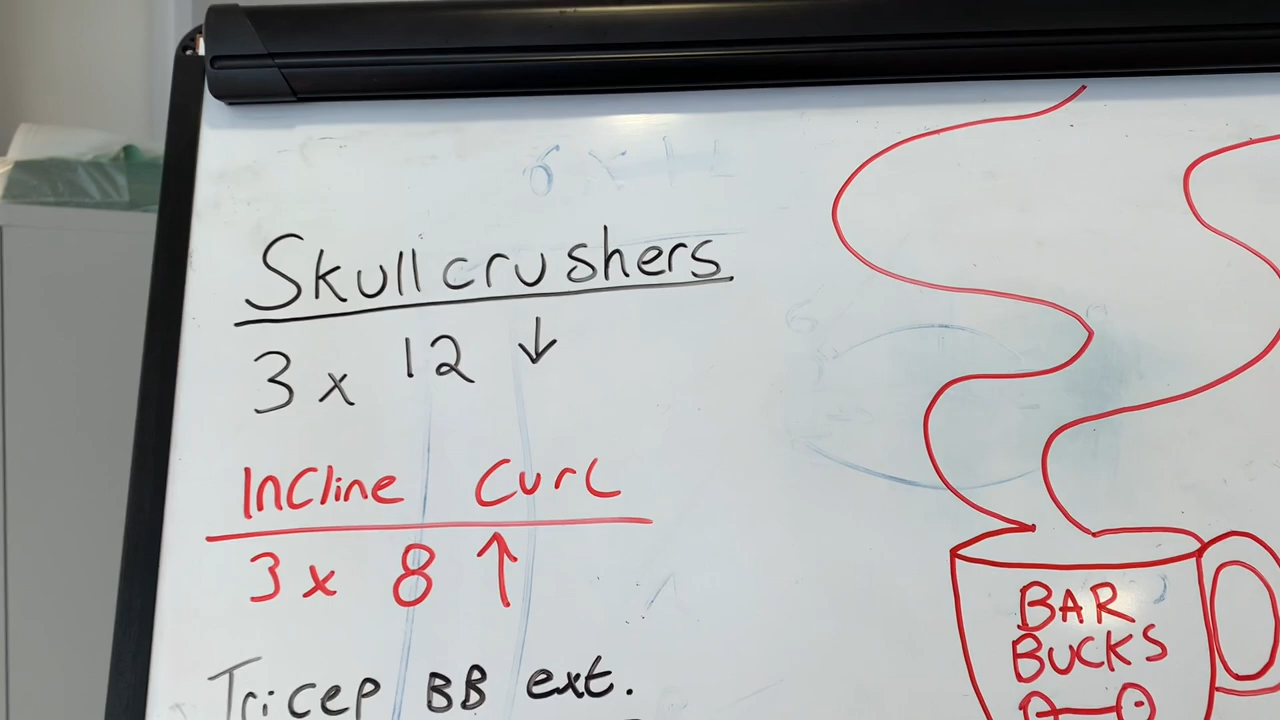 Skullcrushers
3 x 12 ↓
Incline Curl
3 x 8 ↑
Tricep BB ext.
BAR
BUCKS